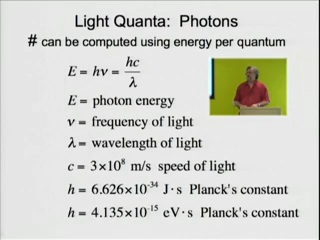 Light Quanta: Photons
# can be computed using energy per quantum
E = hν = hc/λ
E = photon energy
ν = frequency of light
λ = wavelength of light
c = 3×10⁸ m/s speed of light
h = 6.626×10⁻³⁴ J·s Planck's constant
h = 4.135×10⁻¹⁵ eV·s Planck's constant